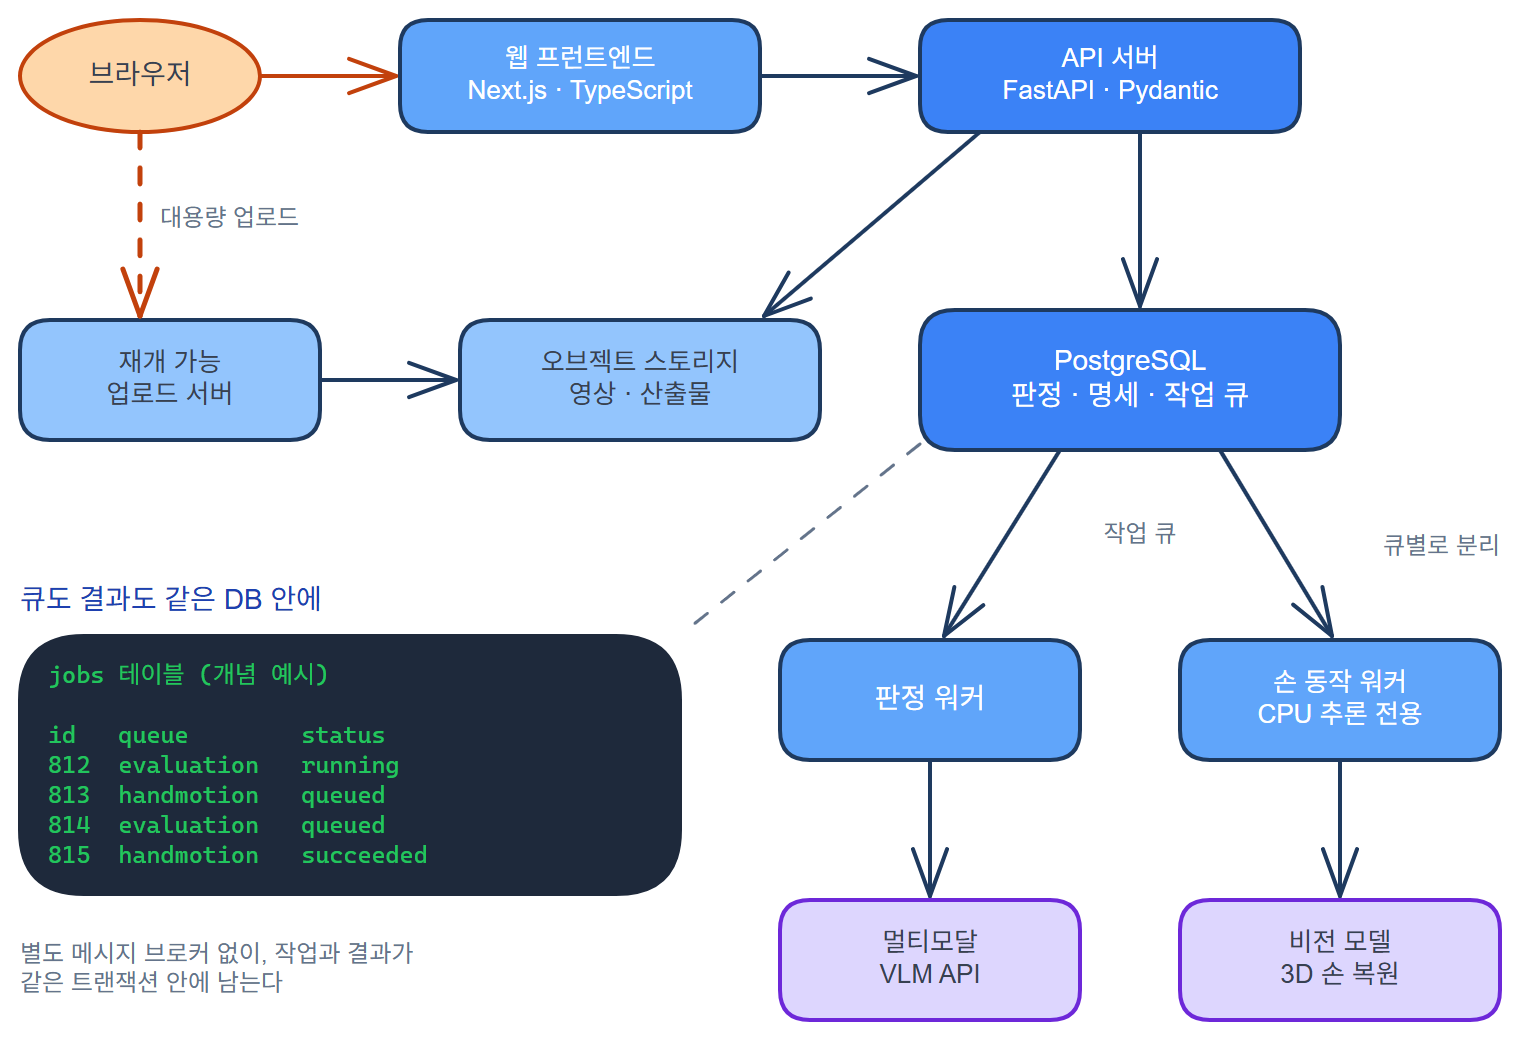 브라우저
웹 프런트엔드
Next.js · TypeScript
API 서버
FastAPI · Pydantic
대용량 업로드
재개 가능
업로드 서버
오브젝트 스토리지
영상 · 산출물
PostgreSQL
판정 · 명세 · 작업 큐
작업 큐
큐별로 분리
큐도 결과도 같은 DB 안에
jobs 테이블 (개념 예시)
id queue status
812 evaluation running
813 handmotion queued
814 evaluation queued
815 handmotion succeeded
판정 워커
손 동작 워커
CPU 추론 전용
별도 메시지 브로커 없이, 작업과 결과가
같은 트랜잭션 안에 남는다
멀티모달
VLM API
비전 모델
3D 손 복원